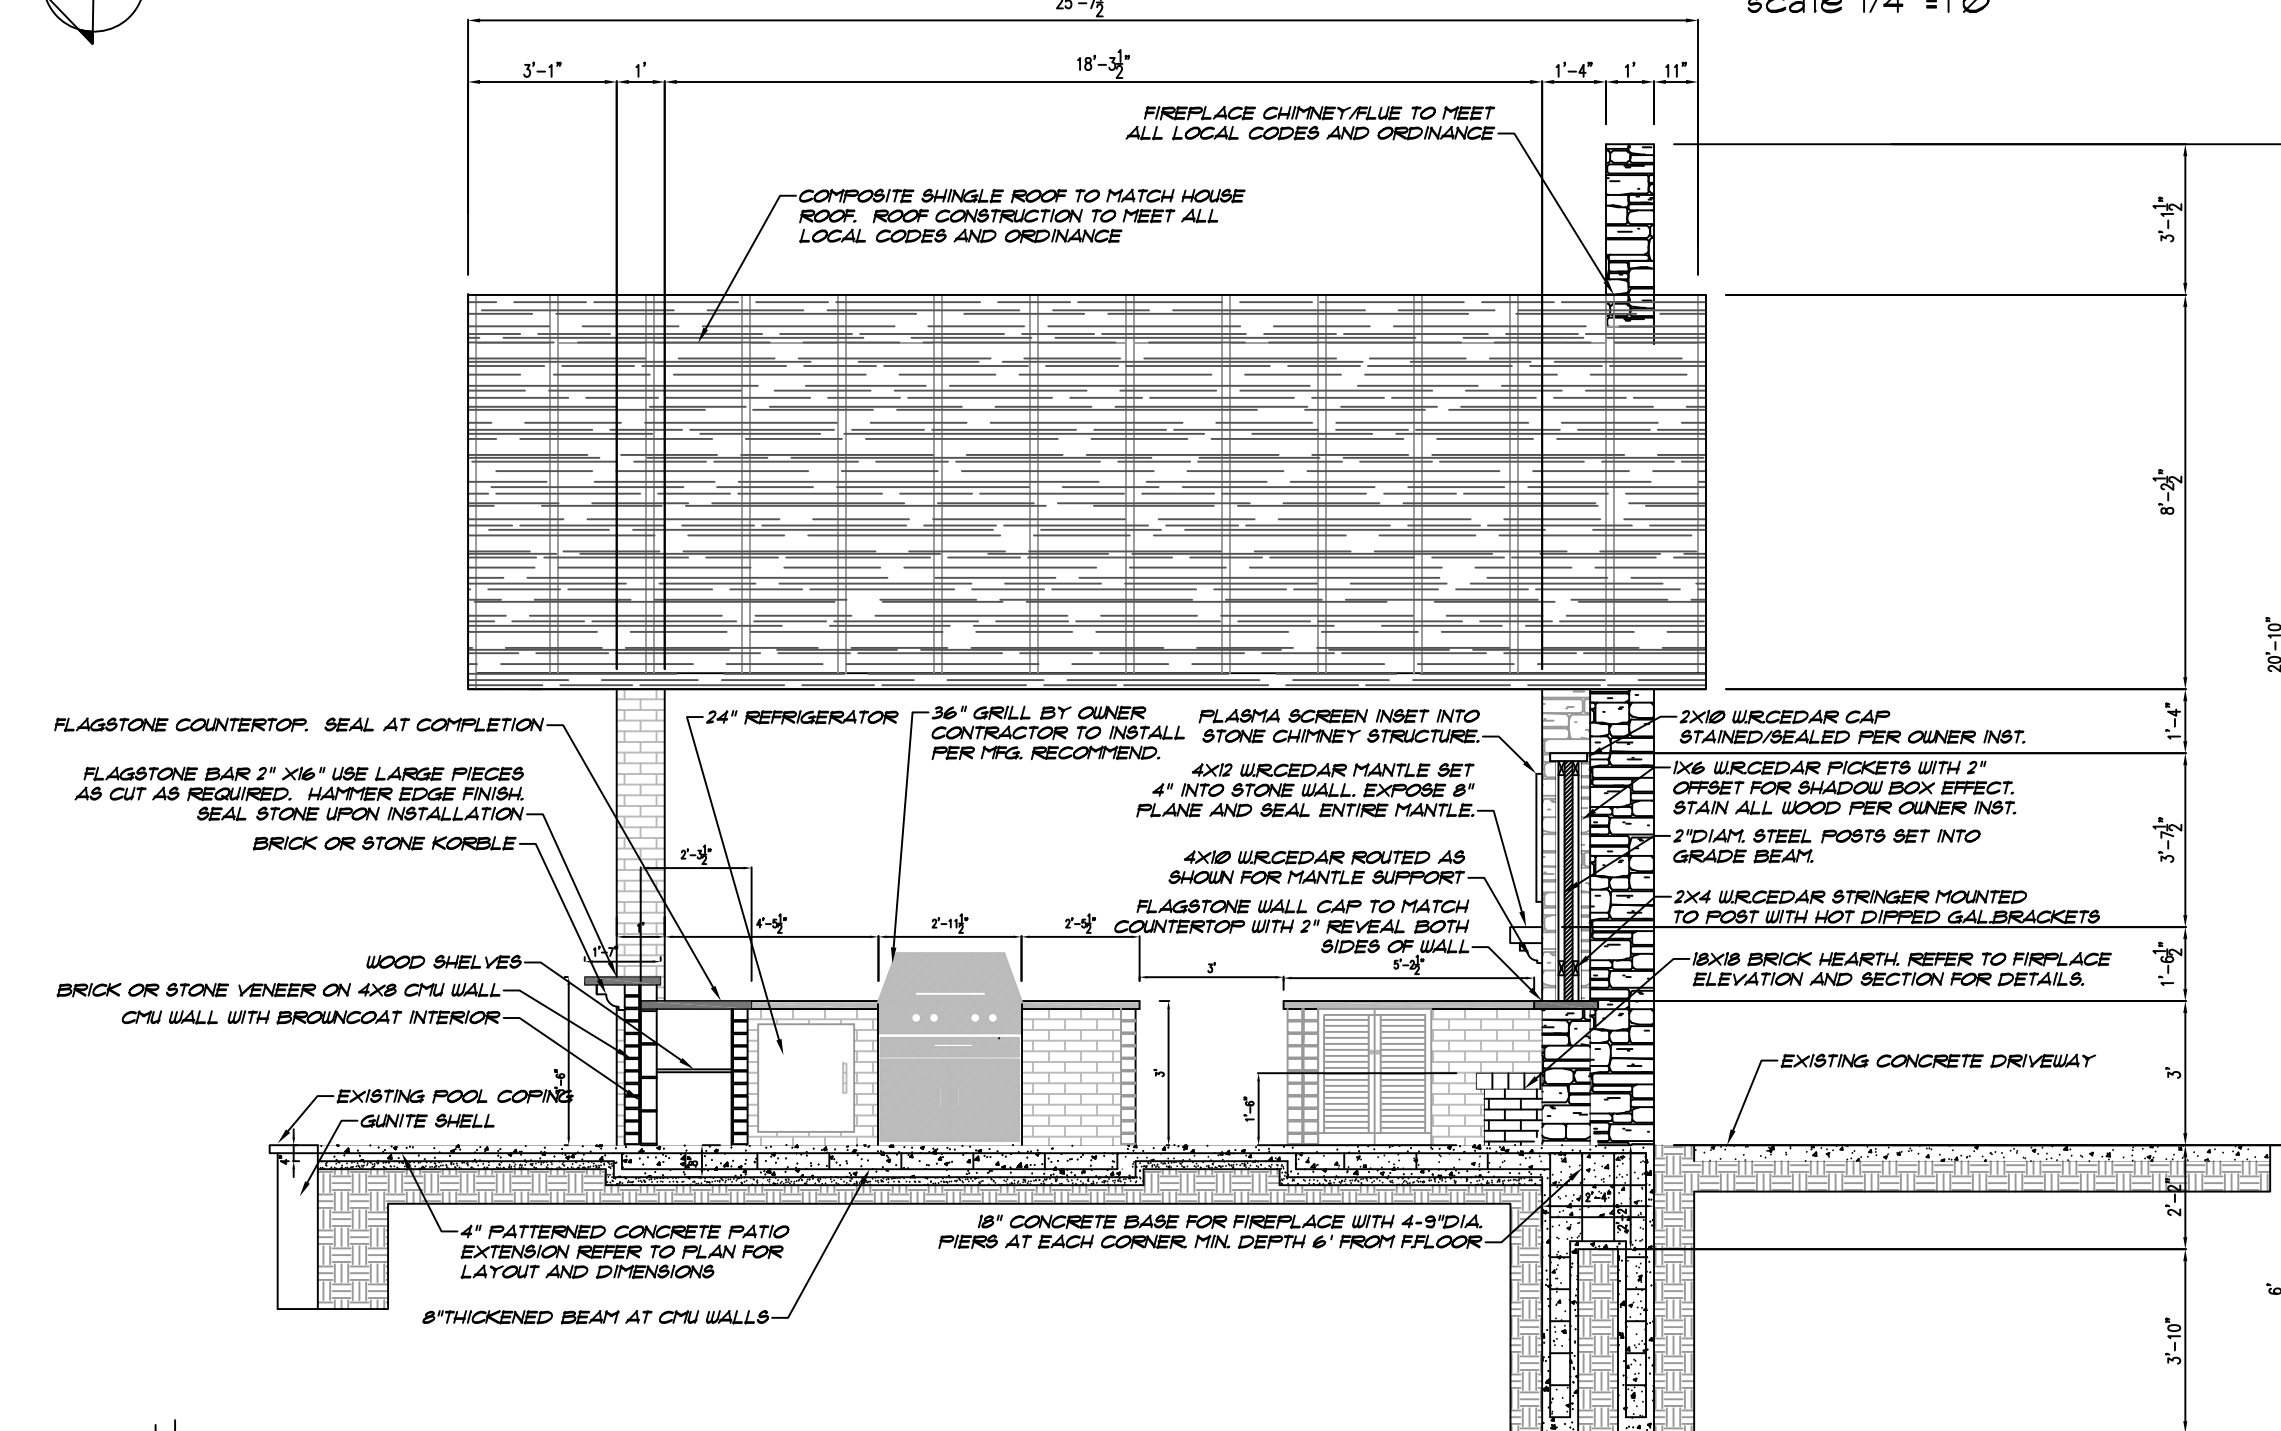 25'-7½"
scale 1/4"=1'0
3'-1"
1'
18'-3½"
1'-4"
1'
11"
FIREPLACE CHIMNEY/FLUE TO MEET
ALL LOCAL CODES AND ORDINANCE
COMPOSITE SHINGLE ROOF TO MATCH HOUSE
ROOF. ROOF CONSTRUCTION TO MEET ALL
LOCAL CODES AND ORDINANCE
3'-1½"
8'-2½"
20'-10"
FLAGSTONE COUNTERTOP. SEAL AT COMPLETION
24" REFRIGERATOR
36" GRILL BY OWNER
CONTRACTOR TO INSTALL
PER MFG. RECOMMEND.
PLASMA SCREEN INSET INTO
STONE CHIMNEY STRUCTURE.
2X10 W.R.CEDAR CAP
STAINED/SEALED PER OWNER INST.
1'-4"
FLAGSTONE BAR 2" X16" USE LARGE PIECES
AS CUT AS REQUIRED. HAMMER EDGE FINISH.
SEAL STONE UPON INSTALLATION
4X12 W.R.CEDAR MANTLE SET
4" INTO STONE WALL. EXPOSE 8"
PLANE AND SEAL ENTIRE MANTLE.
1X6 W.R.CEDAR PICKETS WITH 2"
OFFSET FOR SHADOW BOX EFFECT.
STAIN ALL WOOD PER OWNER INST.
BRICK OR STONE KORBLE
2'-3½"
4X10 W.R.CEDAR ROUTED AS
SHOWN FOR MANTLE SUPPORT
2"DIAM. STEEL POSTS SET INTO
GRADE BEAM.
3'-7½"
FLAGSTONE WALL CAP TO MATCH
COUNTERTOP WITH 2" REVEAL BOTH
SIDES OF WALL
2X4 W.R.CEDAR STRINGER MOUNTED
TO POST WITH HOT DIPPED GAL.BRACKETS
1'
4'-5½"
2'-11½"
2'-5½"
1'-7"
3'
5'-2½"
1'-6½"
WOOD SHELVES
18X18 BRICK HEARTH. REFER TO FIRPLACE
ELEVATION AND SECTION FOR DETAILS.
BRICK OR STONE VENEER ON 4X8 CMU WALL
CMU WALL WITH BROWNCOAT INTERIOR
EXISTING CONCRETE DRIVEWAY
3'
3'
1'-6"
EXISTING POOL COPING
GUNITE SHELL
4"
8"
2'-4"
2'-2"
2'-2"
4" PATTERNED CONCRETE PATIO
EXTENSION REFER TO PLAN FOR
LAYOUT AND DIMENSIONS
18" CONCRETE BASE FOR FIREPLACE WITH 4-9"DIA.
PIERS AT EACH CORNER. MIN. DEPTH 6' FROM F.FLOOR
8"THICKENED BEAM AT CMU WALLS
6'
3'-10"